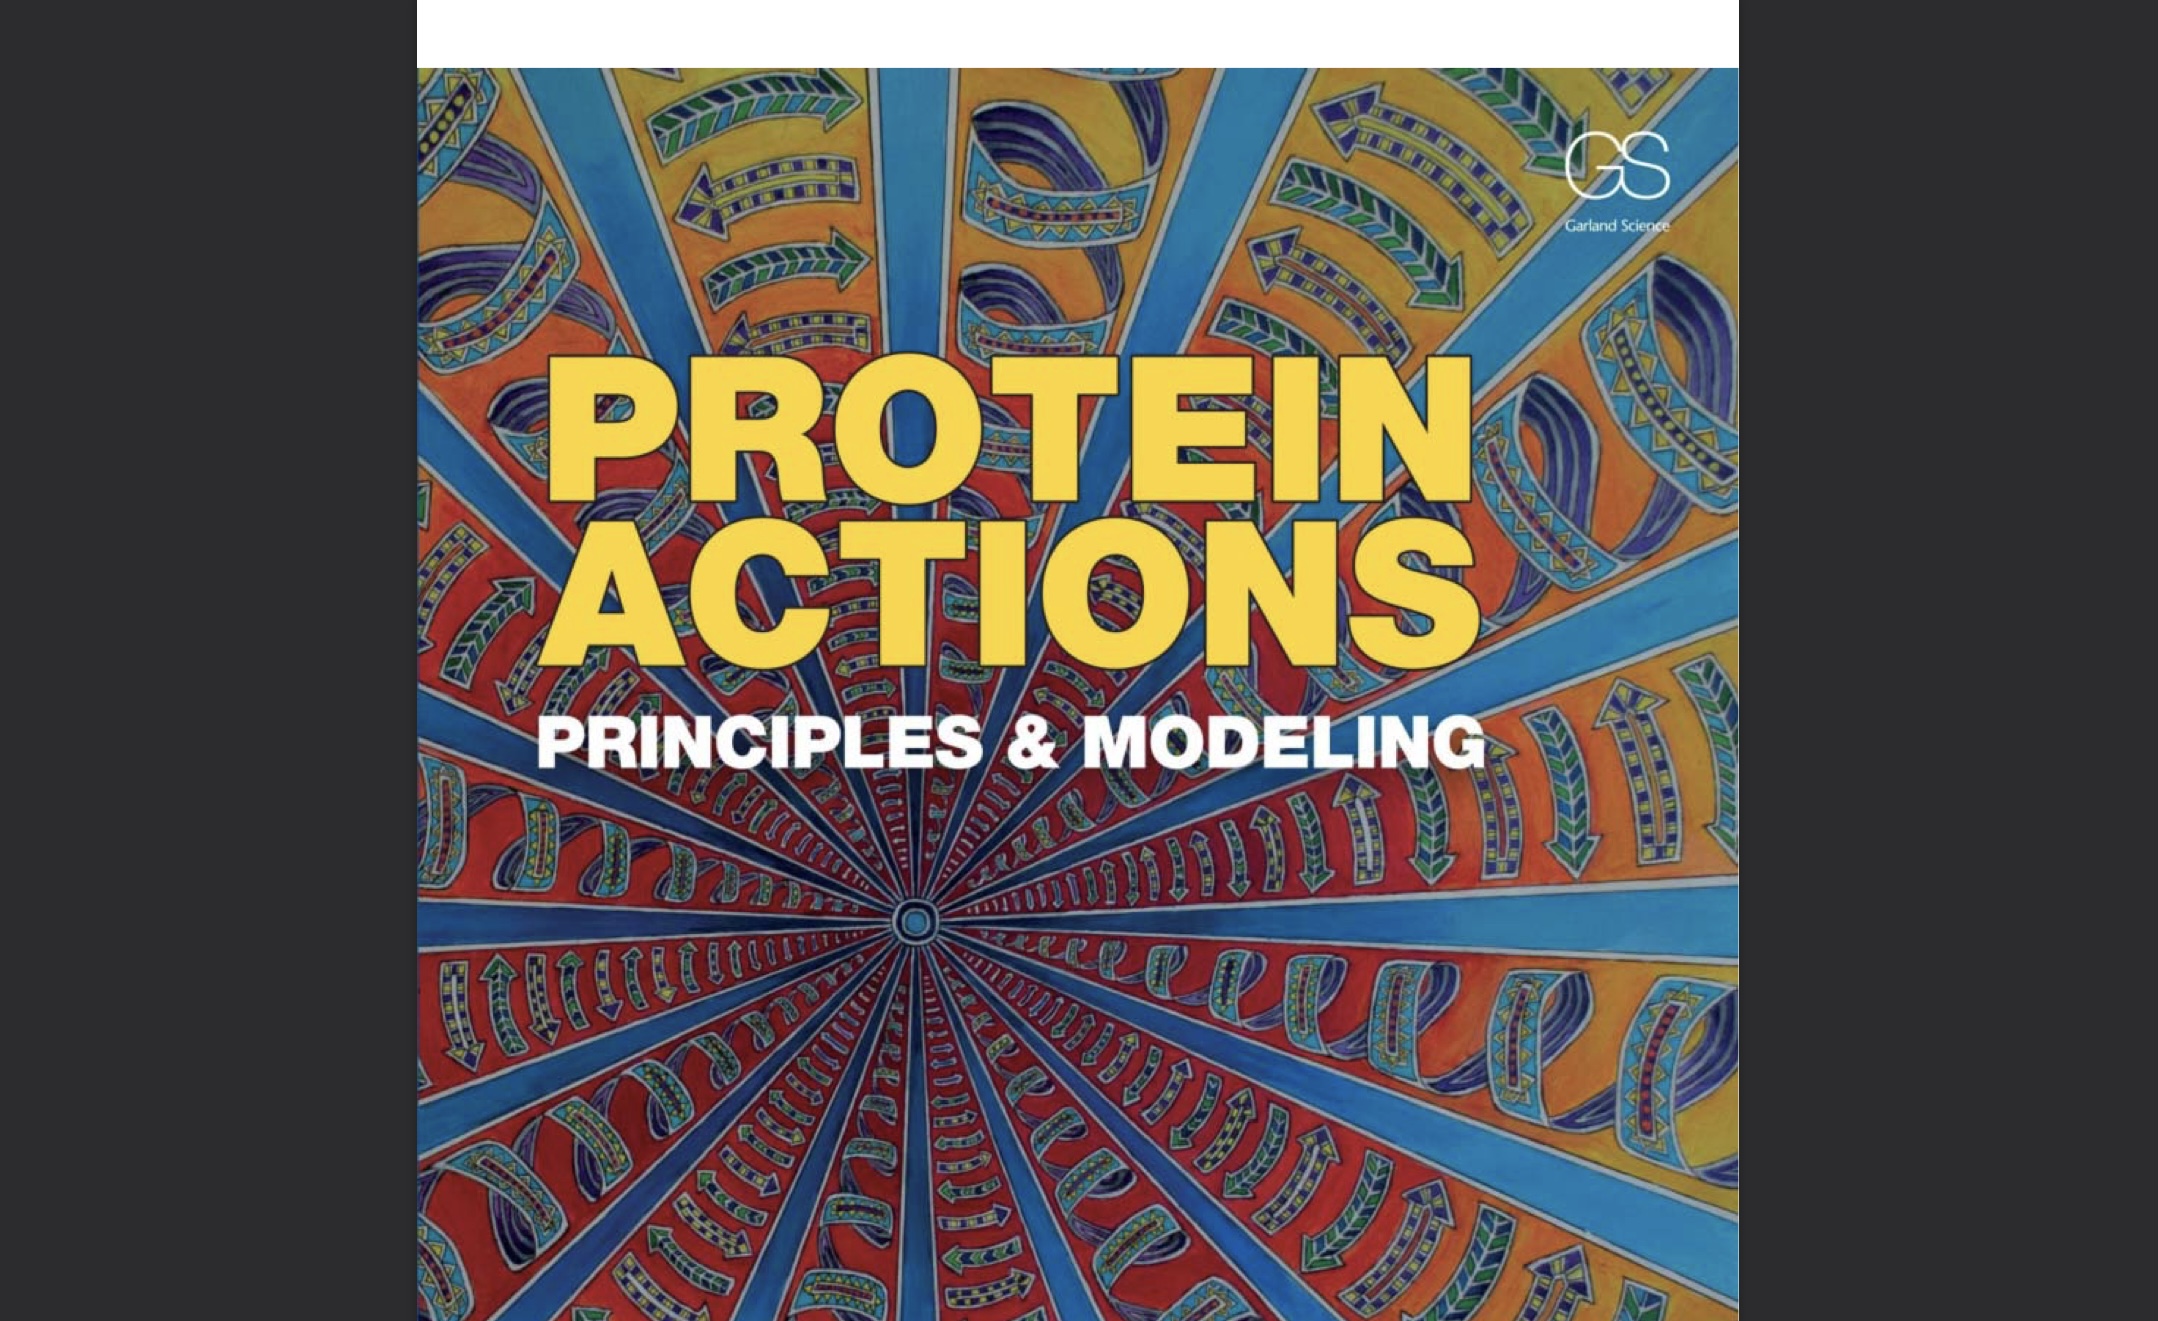 GS
Garland Science
PROTEIN
ACTIONS
PRINCIPLES & MODELING